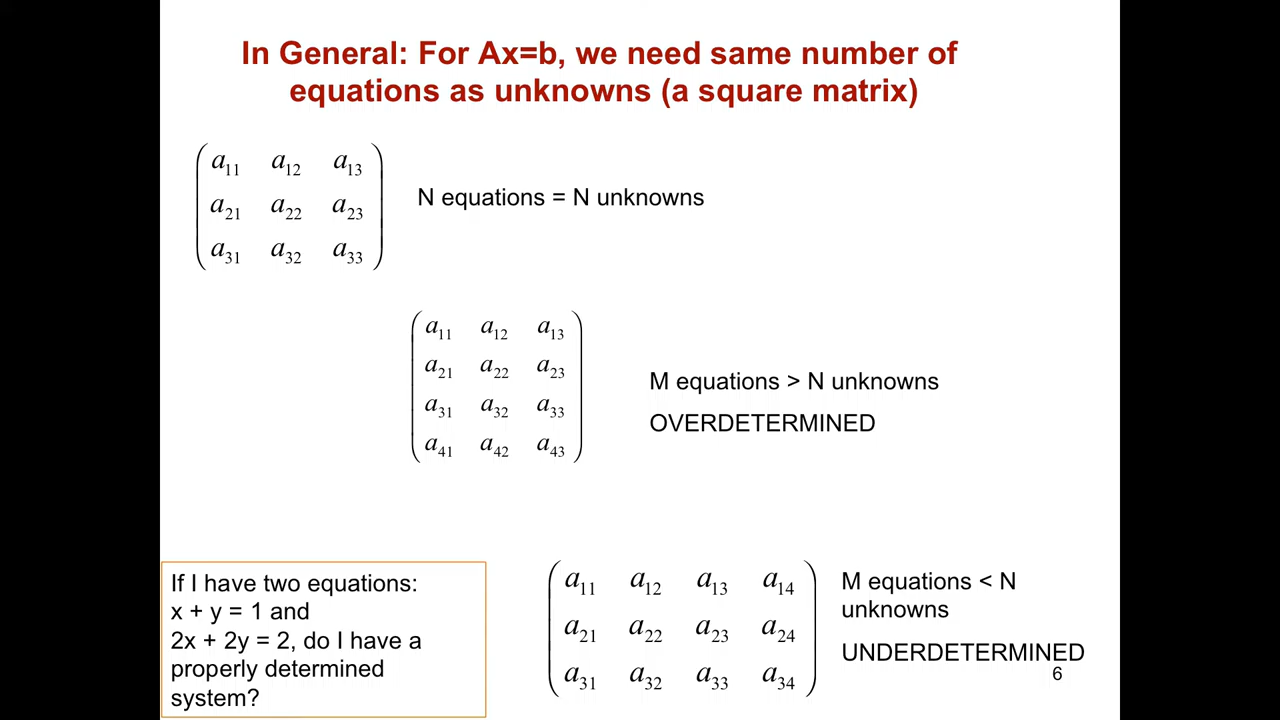 In General: For Ax=b, we need same number of
equations as unknowns (a square matrix)
a11 a12 a13
a21 a22 a23
a31 a32 a33
N equations = N unknowns
a11 a12 a13
a21 a22 a23
a31 a32 a33
a41 a42 a43
M equations > N unknowns
OVERDETERMINED
If I have two equations:
x + y = 1 and
2x + 2y = 2, do I have a
properly determined
system?
a11 a12 a13 a14
a21 a22 a23 a24
a31 a32 a33 a34
M equations < N
unknowns
UNDERDETERMINED
6